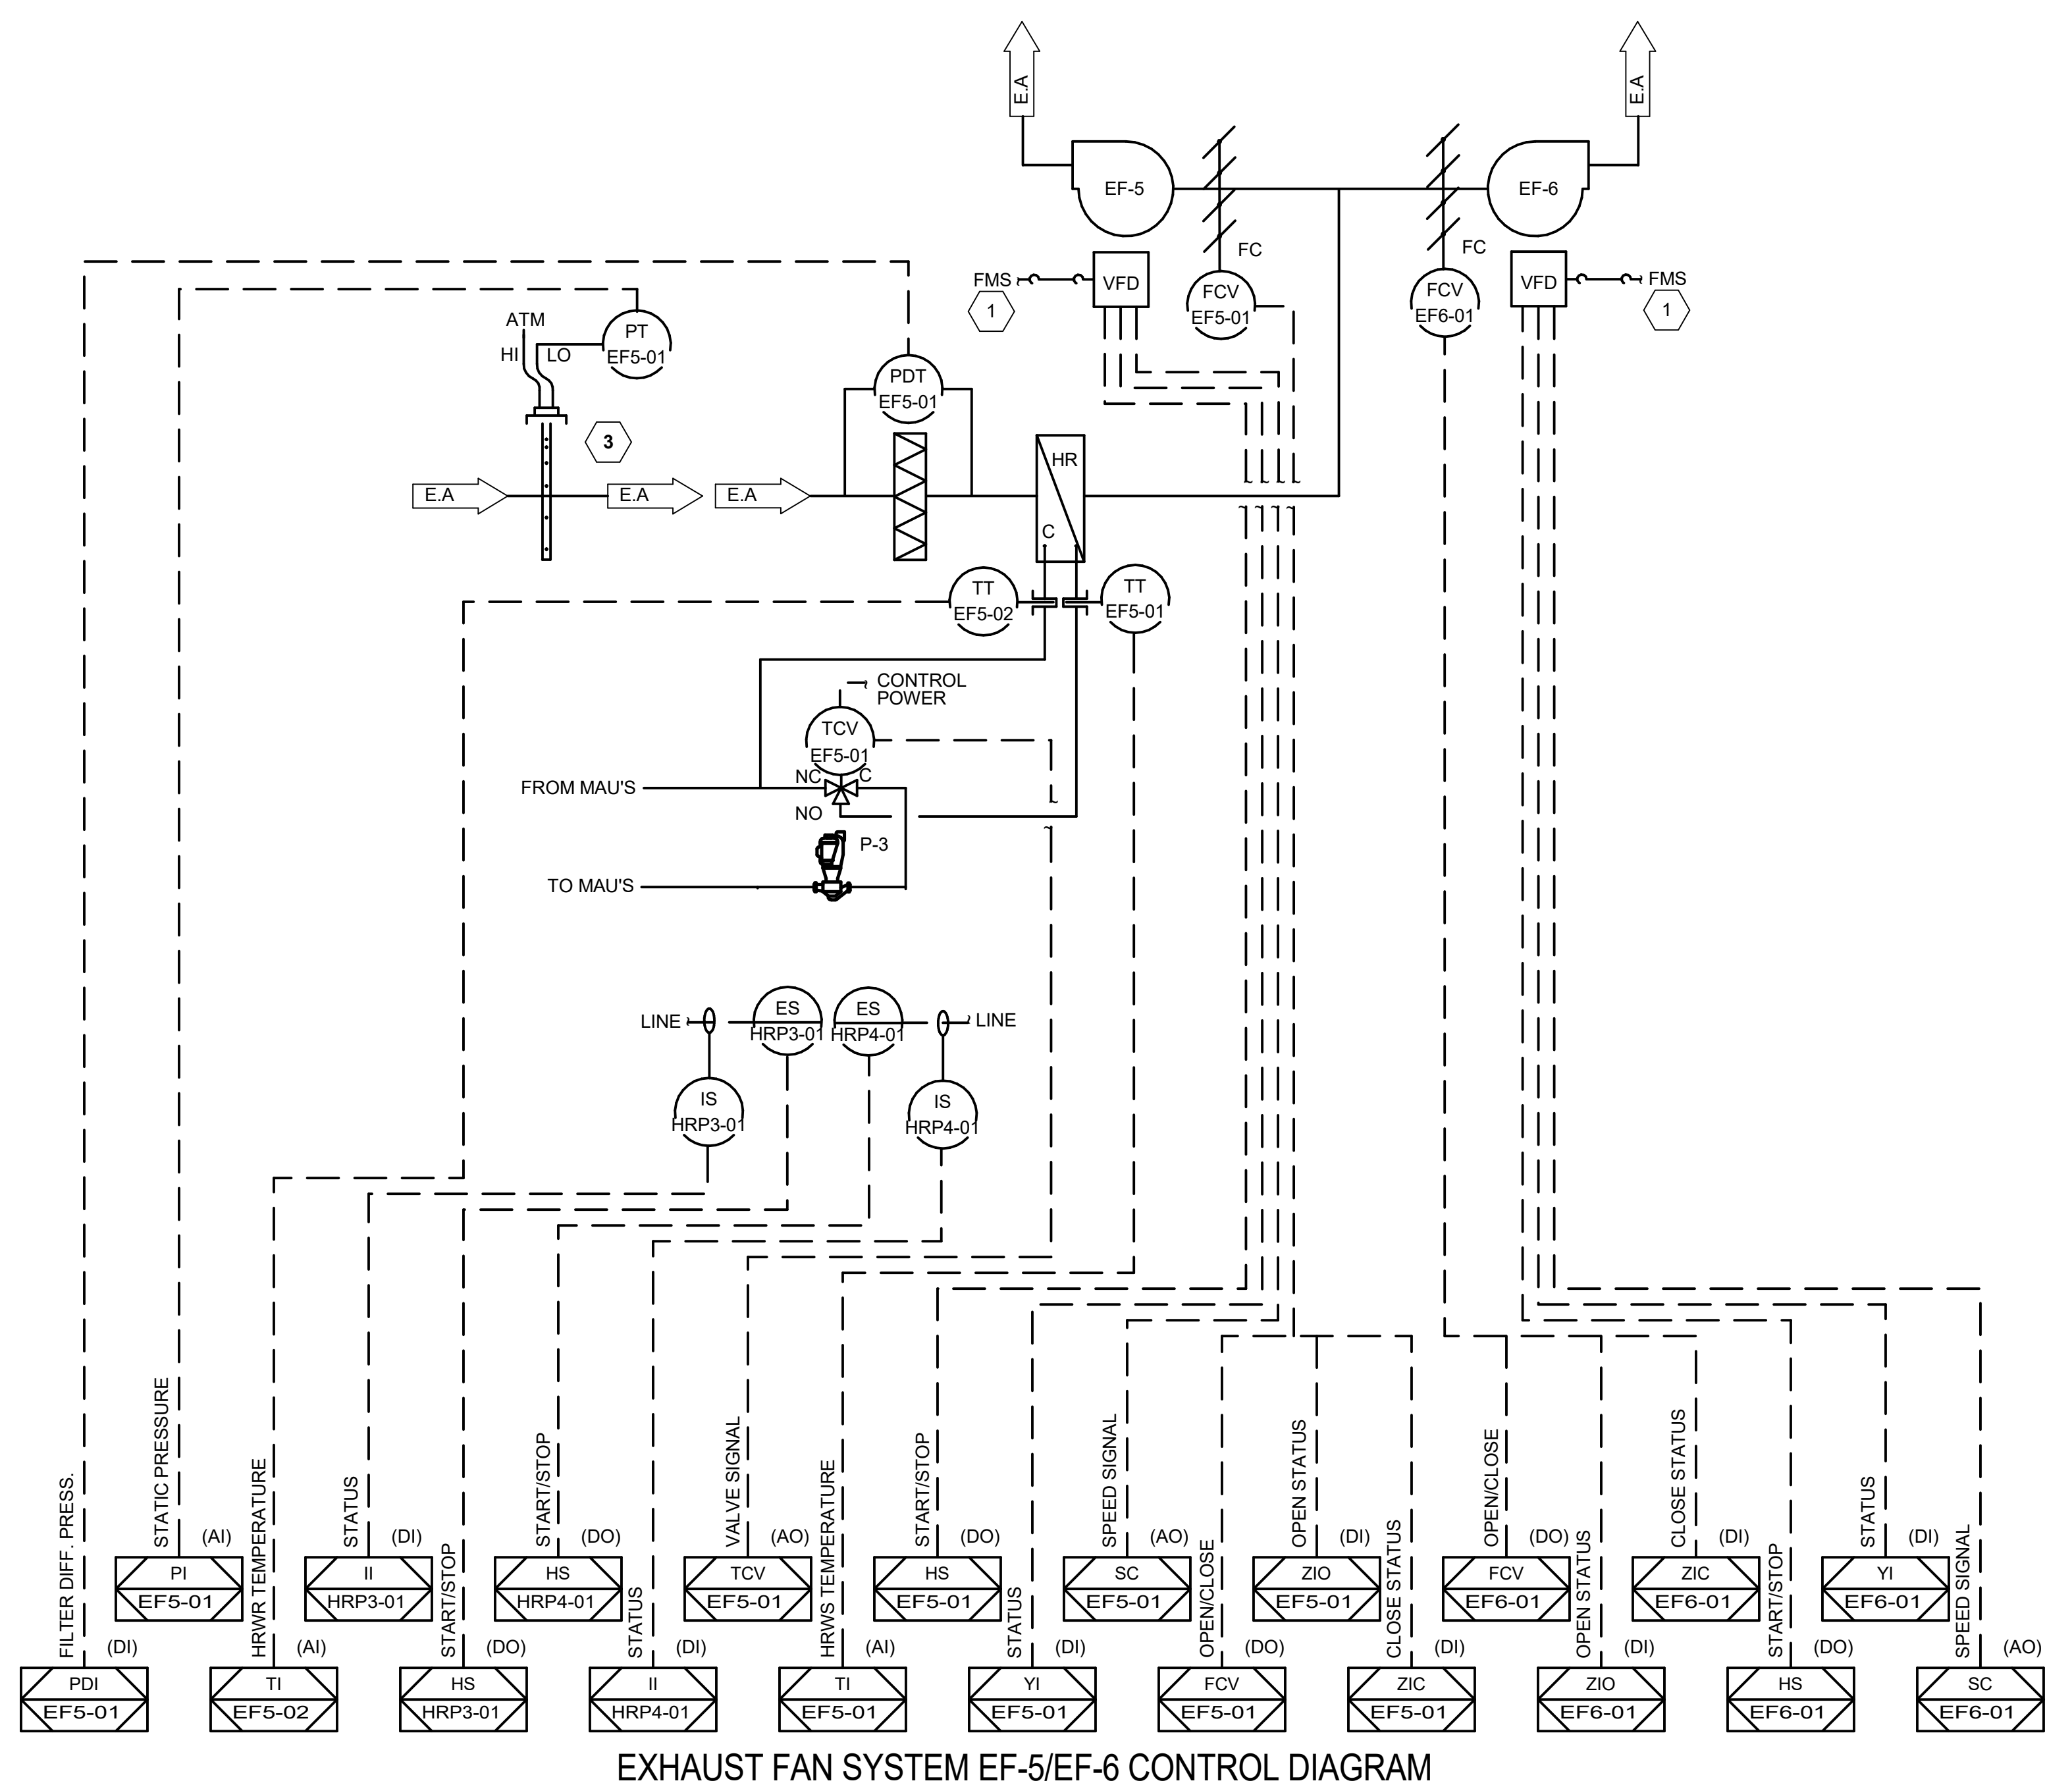 E.A
E.A
EF-5
EF-6
FC
FC
FMS
1
VFD
FCV
EF5-01
FCV
EF6-01
VFD
FMS
1
ATM
HI
LO
PT
EF5-01
PDT
EF5-01
3
E.A
E.A
E.A
HR
C
TT
EF5-02
TT
EF5-01
CONTROL
POWER
TCV
EF5-01
NC
C
FROM MAU'S
NO
P-3
TO MAU'S
LINE
ES
HRP3-01
ES
HRP4-01
LINE
IS
HRP3-01
IS
HRP4-01
FILTER DIFF. PRESS.
STATIC PRESSURE
HRWR TEMPERATURE
STATUS
START/STOP
START/STOP
STATUS
VALVE SIGNAL
HRWS TEMPERATURE
START/STOP
STATUS
SPEED SIGNAL
OPEN/CLOSE
OPEN STATUS
CLOSE STATUS
OPEN/CLOSE
OPEN STATUS
CLOSE STATUS
START/STOP
STATUS
SPEED SIGNAL
(AI)
PI
EF5-01
(DI)
II
HRP3-01
(DO)
HS
HRP4-01
(AO)
TCV
EF5-01
(DO)
HS
EF5-01
(AO)
SC
EF5-01
(DI)
ZIO
EF5-01
(DO)
FCV
EF6-01
(DI)
ZIC
EF6-01
(DI)
YI
EF6-01
(DI)
PDI
EF5-01
(AI)
TI
EF5-02
(DO)
HS
HRP3-01
(DI)
II
HRP4-01
(AI)
TI
EF5-01
(DI)
YI
EF5-01
(DO)
FCV
EF5-01
(DI)
ZIC
EF5-01
(DI)
ZIO
EF6-01
(DO)
HS
EF6-01
(AO)
SC
EF6-01
EXHAUST FAN SYSTEM EF-5/EF-6 CONTROL DIAGRAM